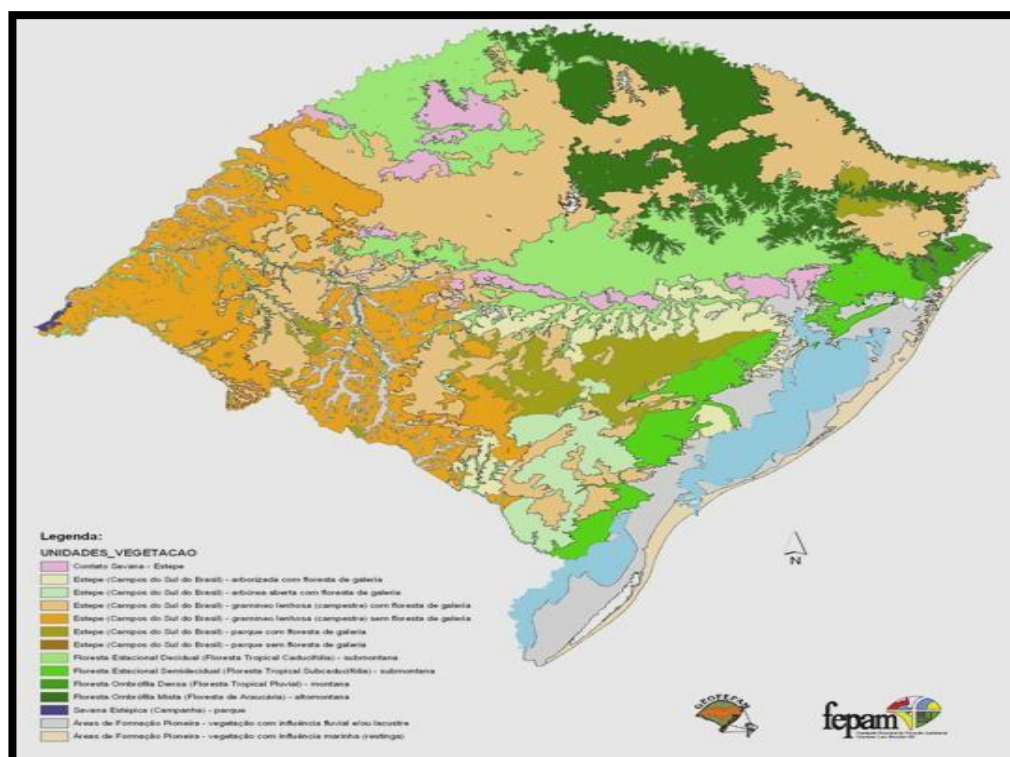 N
Legenda:
UNIDADES_VEGETACAO
Contato Savana - Estepe
Estepe (Campos do Sul do Brasil) - arborizada com floresta de galeria
Estepe (Campos do Sul do Brasil) - arbórea aberta com floresta de galeria
Estepe (Campos do Sul do Brasil) - gramineo lenhosa (campestre) com floresta de galeria
Estepe (Campos do Sul do Brasil) - gramineo lenhosa (campestre) sem floresta de galeria
Estepe (Campos do Sul do Brasil) - parque com floresta de galeria
Estepe (Campos do Sul do Brasil) - parque sem floresta de galeria
Floresta Estacional Decidual (Floresta Tropical Caducifólia) - submontana
Floresta Estacional Semidecidual (Floresta Tropical Subcaducifólia) - submontana
Floresta Ombrófila Densa (Floresta Tropical Pluvial) - montana
Floresta Ombrófila Mista (Floresta de Araucária) - altomontana
Savana Estépica (Campanha) - parque
Áreas de Formação Pioneira - vegetação com influência fluvial e/ou lacustre
Áreas de Formação Pioneira - vegetação com influência marinha (restinga)
GEOFEPAM
fepam